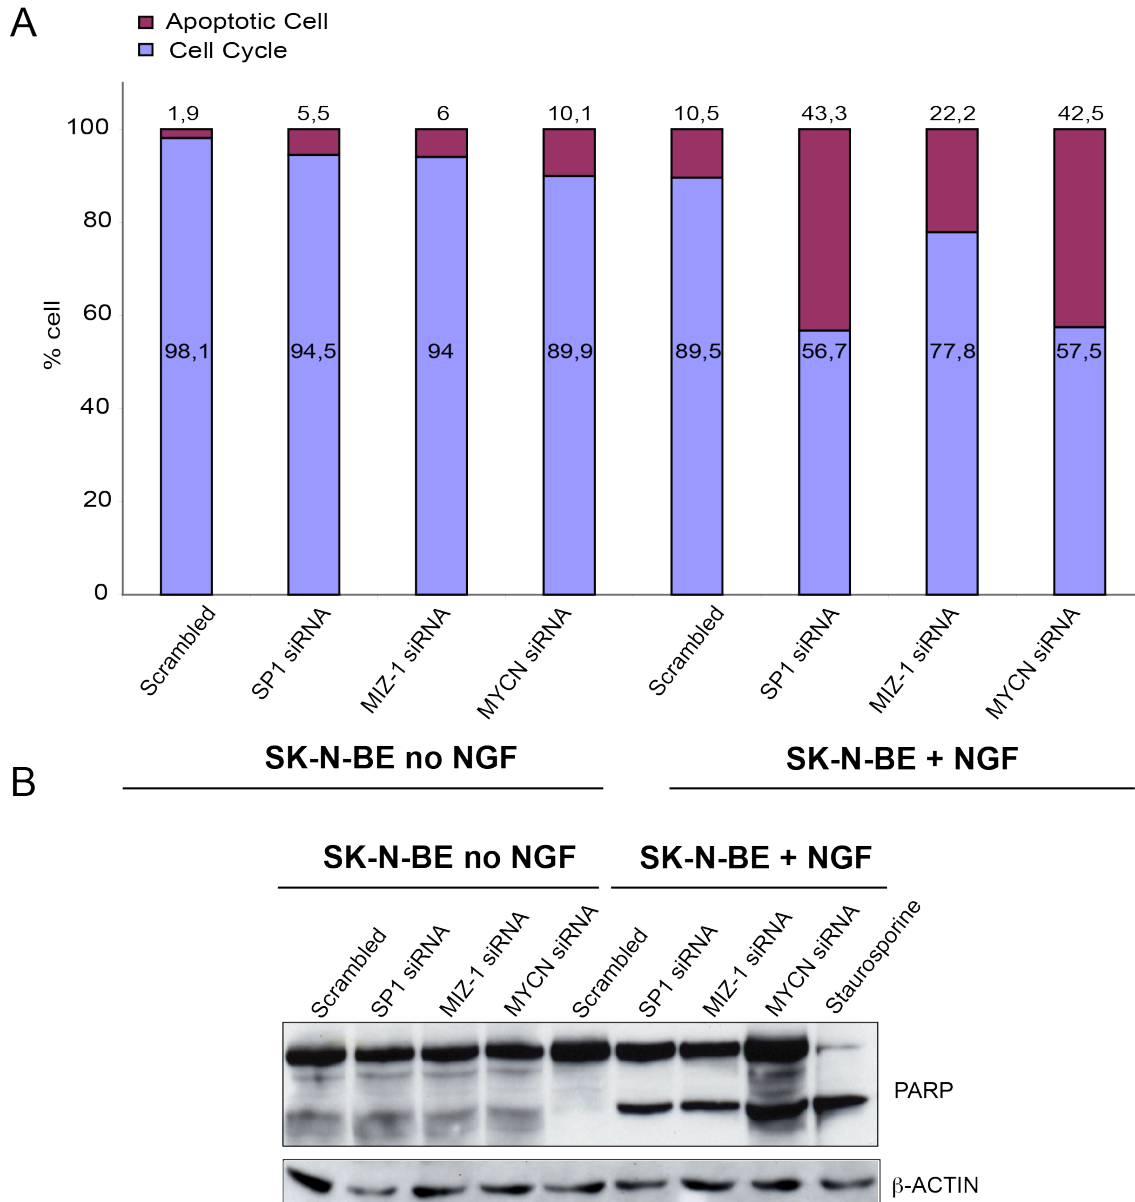 A
Apoptotic Cell
Cell Cycle
1,9 5,5 6 10,1 10,5 43,3 22,2 42,5
100
80
60
% cell
98,1 94,5 94 89,9 89,5 56,7 77,8 57,5
40
20
0
Scrambled SP1 siRNA MIZ-1 siRNA MYCN siRNA Scrambled SP1 siRNA MIZ-1 siRNA MYCN siRNA
SK-N-BE no NGF SK-N-BE + NGF
B
SK-N-BE no NGF SK-N-BE + NGF
Scrambled SP1 siRNA MIZ-1 siRNA MYCN siRNA Scrambled SP1 siRNA MIZ-1 siRNA MYCN siRNA Staurosporine
PARP
β-ACTIN